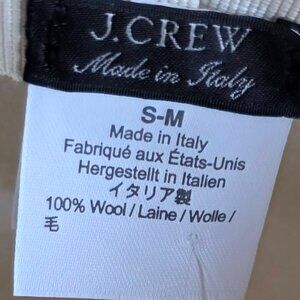 J.CREW
Made in Italy
S-M
Made in Italy
Fabriqué aux États-Unis
Hergestellt in Italien
イタリア製
100% Wool / Laine / Wolle /
毛